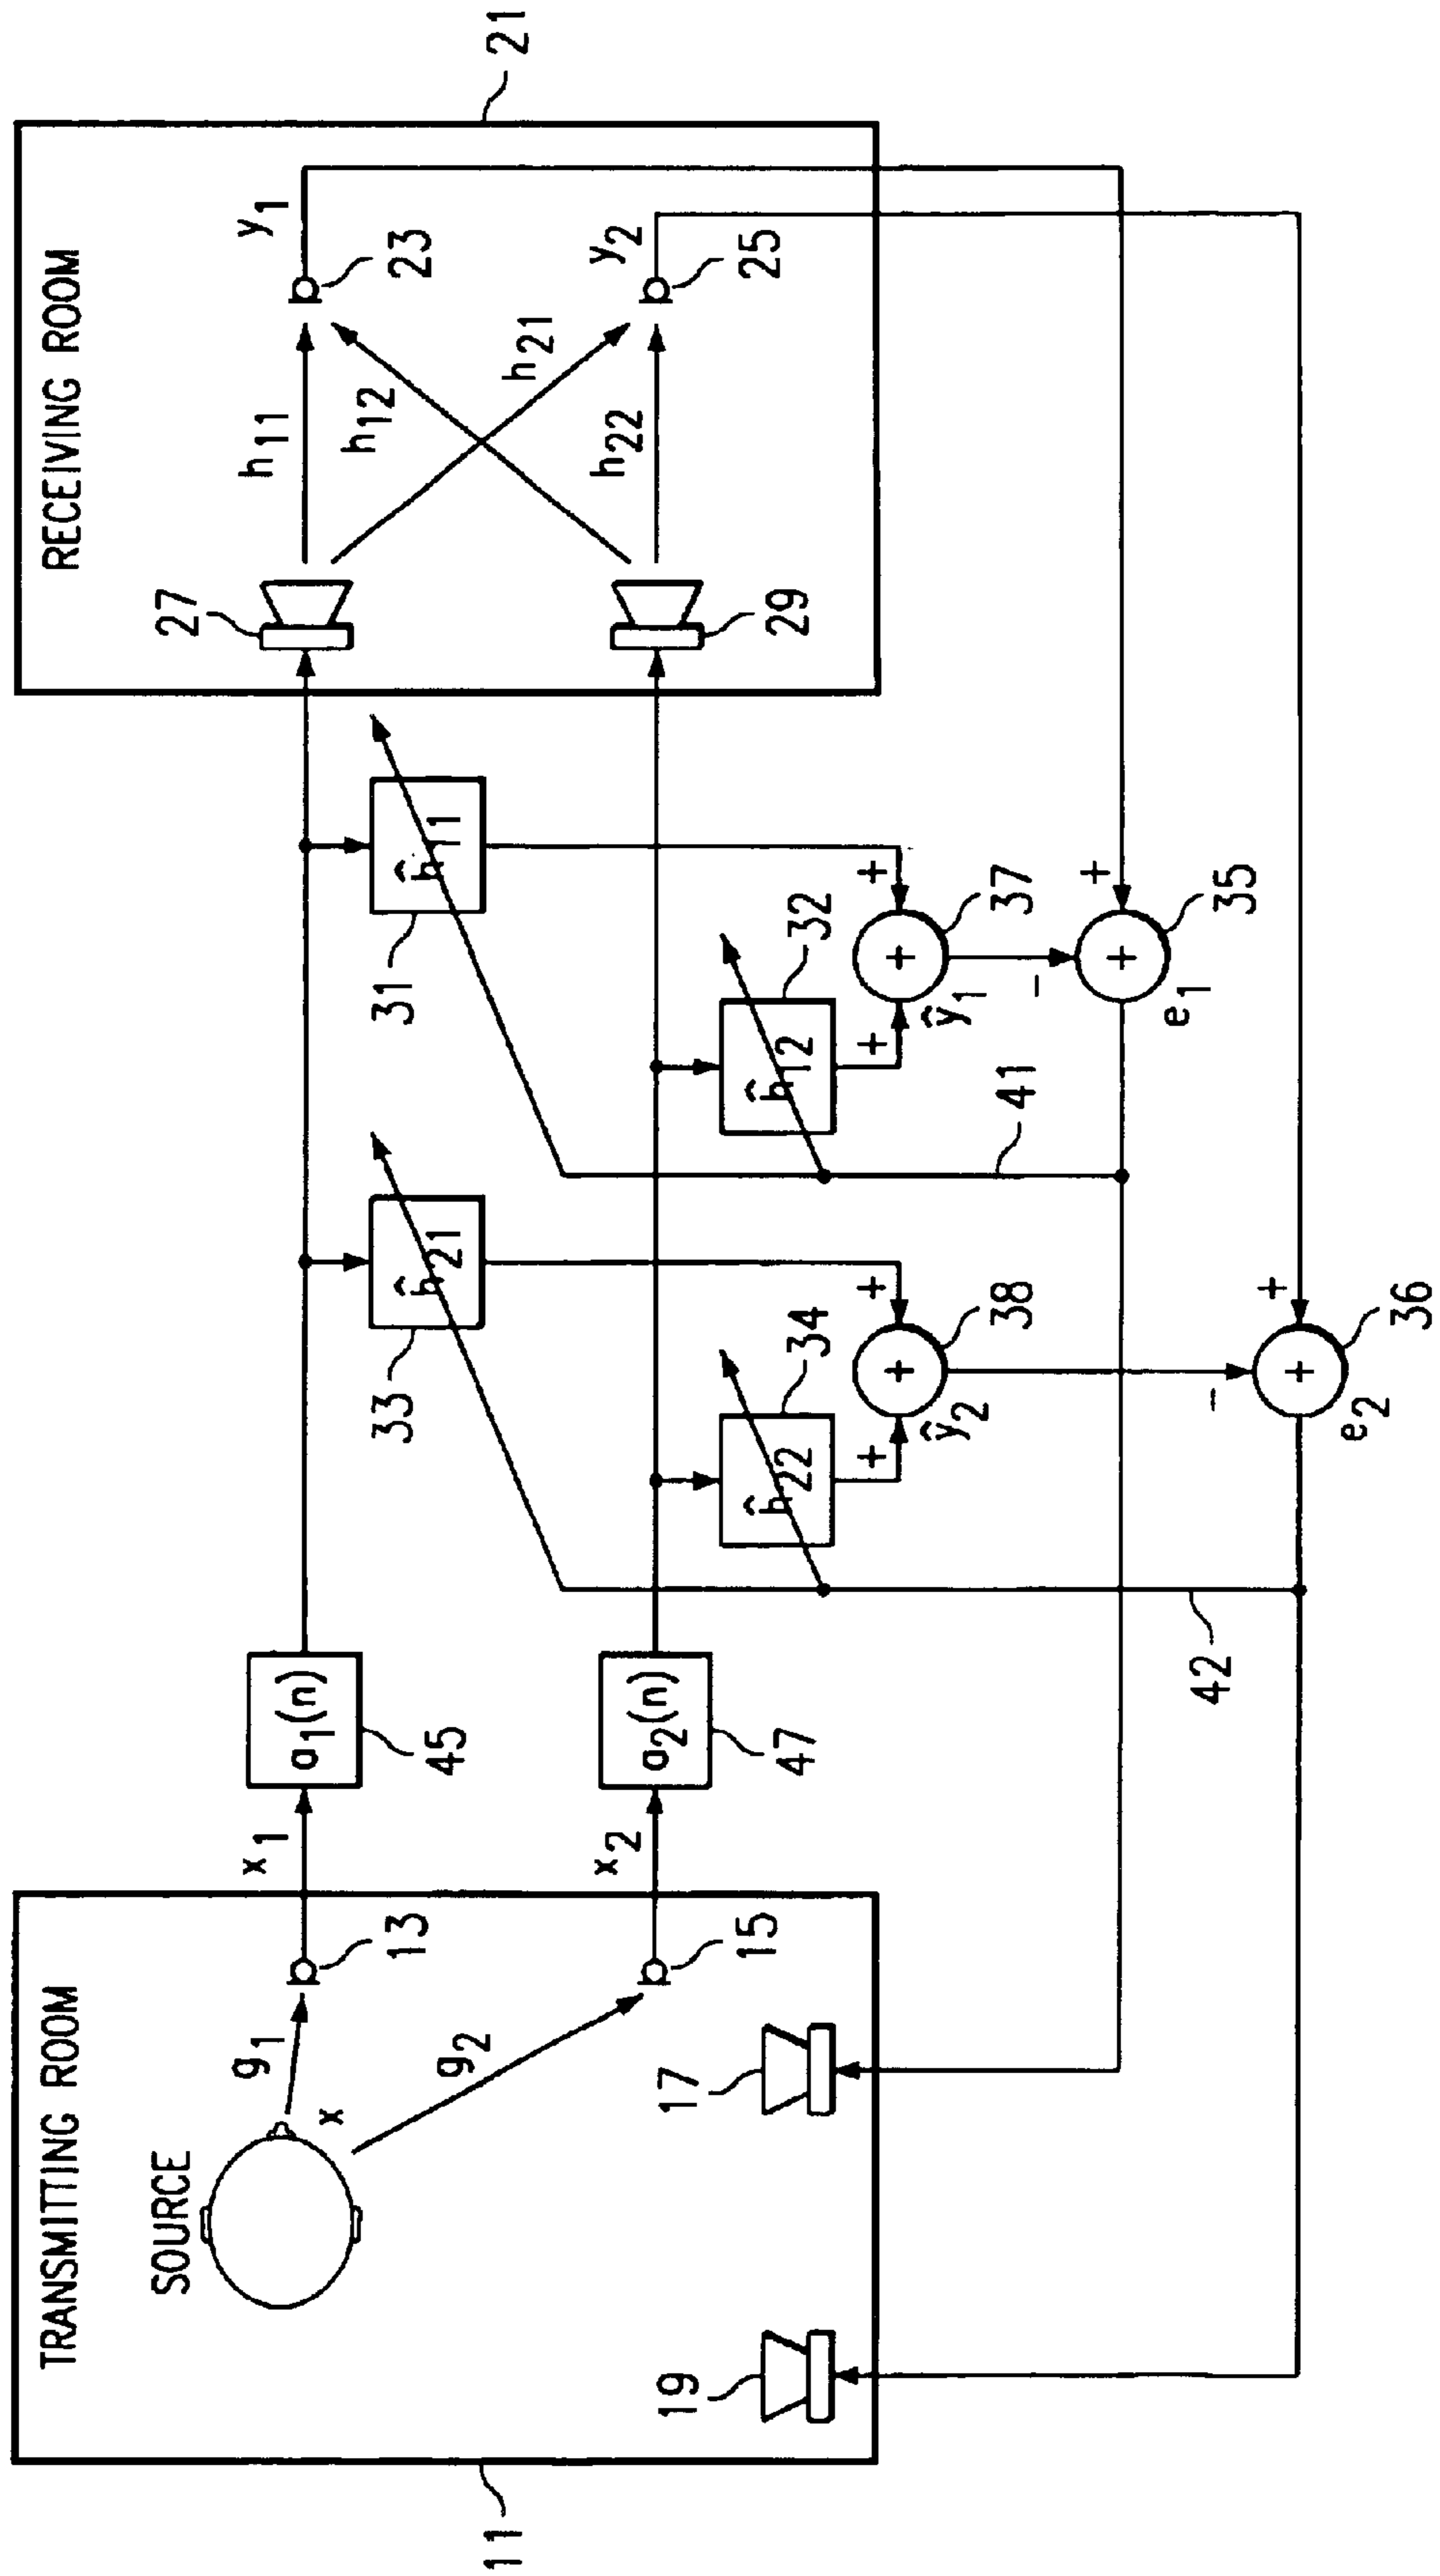 TRANSMITTING ROOM
SOURCE
x
g1
g2
13
15
17
19
11
x1
x2
a1(n)
45
a2(n)
47
33
ĥ21
34
ĥ22
+
+
+
38
ŷ2
42
31
ĥ11
32
ĥ12
+
+
+
37
ŷ1
41
-
+
+
35
e1
-
+
+
36
e2
RECEIVING ROOM
27
29
h11
h12
h21
h22
y1
23
y2
25
21